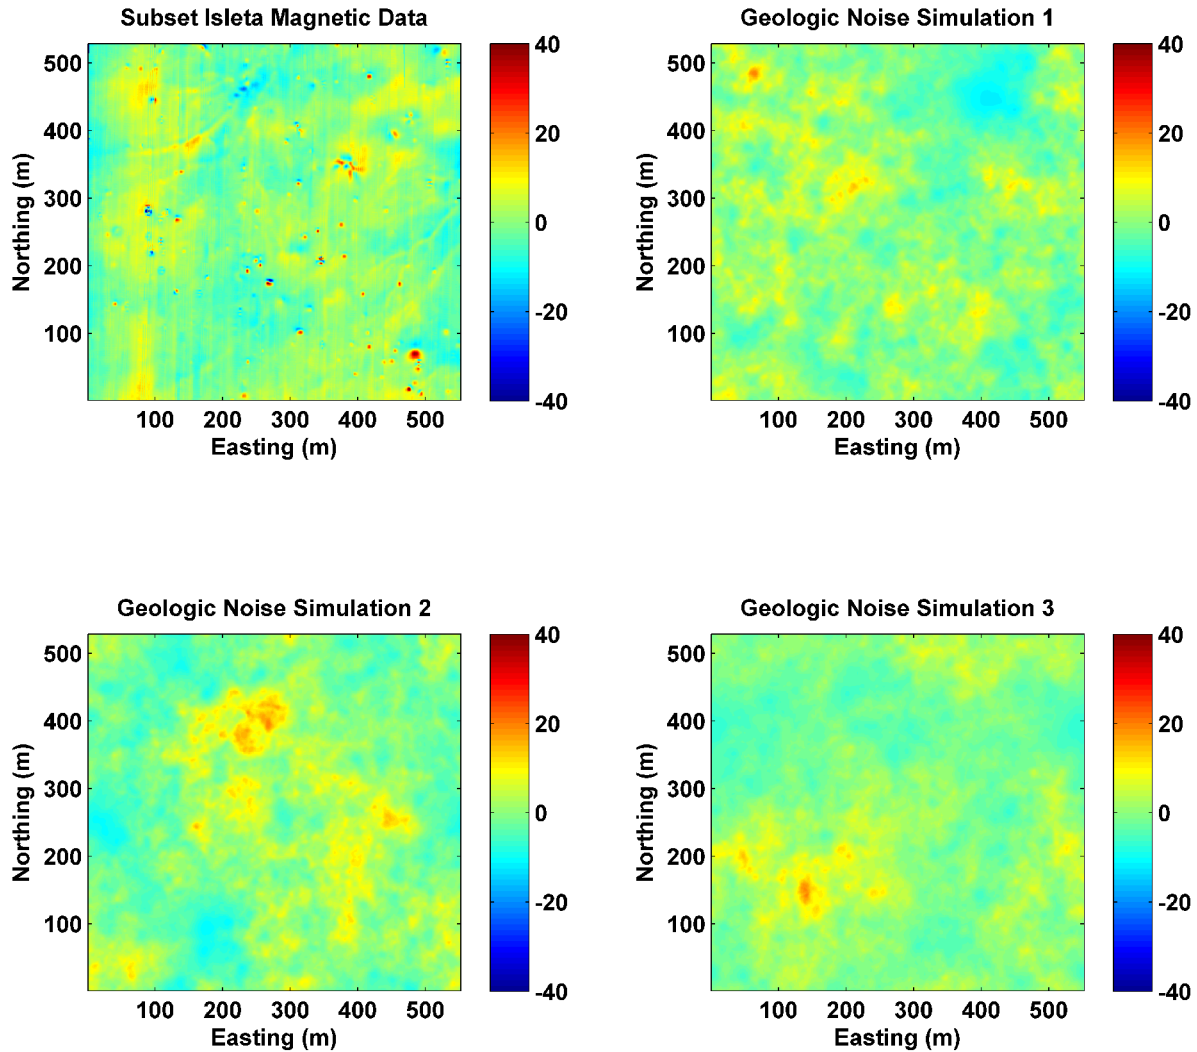 Subset Isleta Magnetic Data
Geologic Noise Simulation 1
500
400
300
200
100
Northing (m)
100 200 300 400 500
Easting (m)
40
20
0
-20
-40
500
400
300
200
100
Northing (m)
100 200 300 400 500
Easting (m)
40
20
0
-20
-40
Geologic Noise Simulation 2
Geologic Noise Simulation 3
500
400
300
200
100
Northing (m)
100 200 300 400 500
Easting (m)
40
20
0
-20
-40
500
400
300
200
100
Northing (m)
100 200 300 400 500
Easting (m)
40
20
0
-20
-40